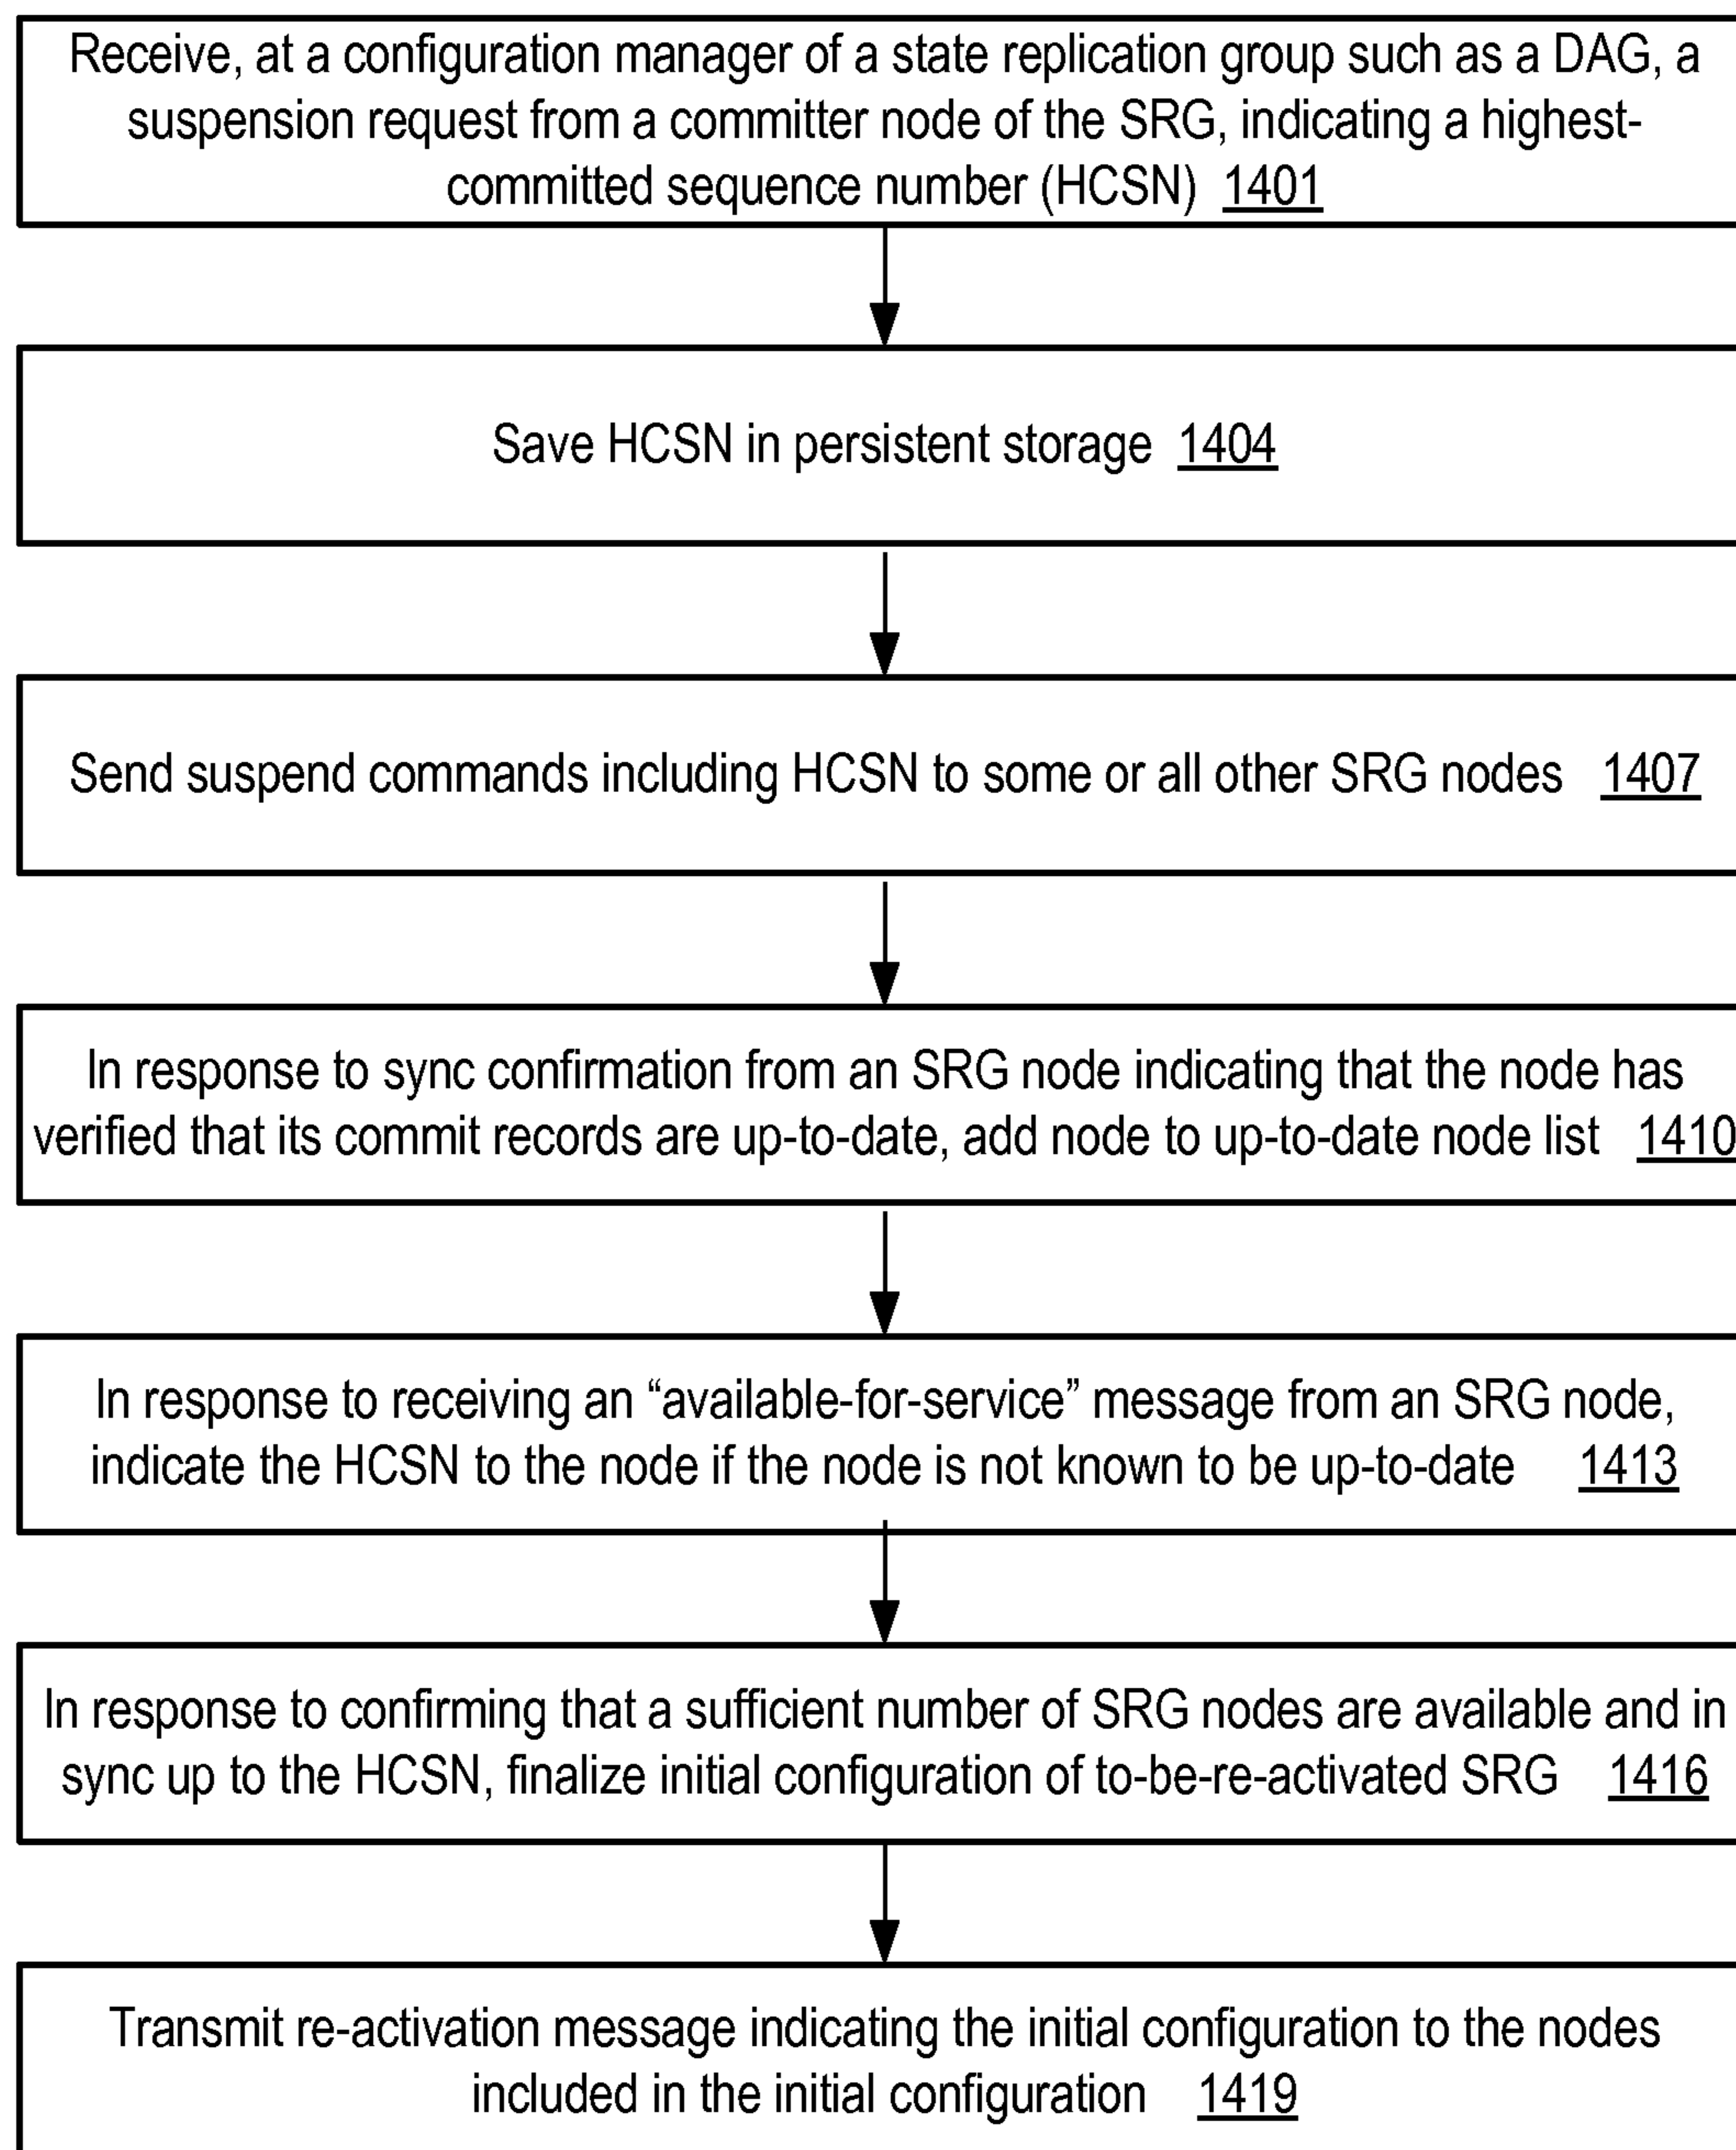 Receive, at a configuration manager of a state replication group such as a DAG, a
suspension request from a committer node of the SRG, indicating a highest-
committed sequence number (HCSN) 1401
Save HCSN in persistent storage 1404
Send suspend commands including HCSN to some or all other SRG nodes 1407
In response to sync confirmation from an SRG node indicating that the node has
verified that its commit records are up-to-date, add node to up-to-date node list 1410
In response to receiving an “available-for-service” message from an SRG node,
indicate the HCSN to the node if the node is not known to be up-to-date 1413
In response to confirming that a sufficient number of SRG nodes are available and in
sync up to the HCSN, finalize initial configuration of to-be-re-activated SRG 1416
Transmit re-activation message indicating the initial configuration to the nodes
included in the initial configuration 1419